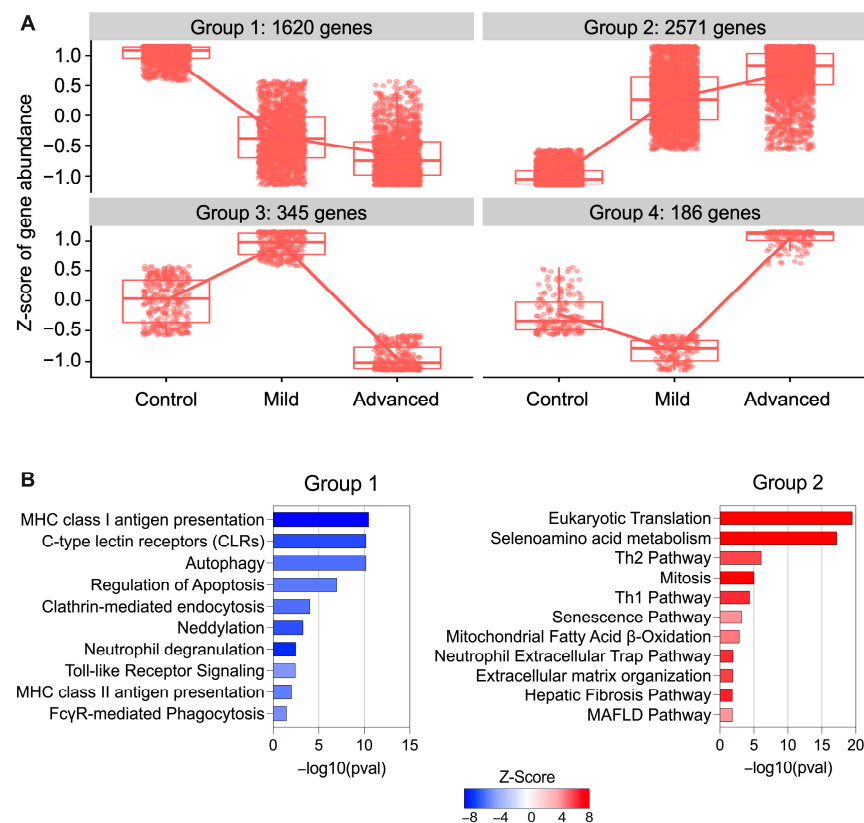 A
Group 1: 1620 genes
Group 2: 2571 genes
Z-score of gene abundance
1.0
0.5
0.0
−0.5
−1.0
Group 3: 345 genes
Group 4: 186 genes
1.0
0.5
0.0
−0.5
−1.0
Control Mild Advanced
Control Mild Advanced
B
Group 1
MHC class I antigen presentation
C-type lectin receptors (CLRs)
Autophagy
Regulation of Apoptosis
Clathrin-mediated endocytosis
Neddylation
Neutrophil degranulation
Toll-like Receptor Signaling
MHC class II antigen presentation
FcγR-mediated Phagocytosis
0 5 10 15
−log10(pval)
Group 2
Eukaryotic Translation
Selenoamino acid metabolism
Th2 Pathway
Mitosis
Th1 Pathway
Senescence Pathway
Mitochondrial Fatty Acid β-Oxidation
Neutrophil Extracellular Trap Pathway
Extracellular matrix organization
Hepatic Fibrosis Pathway
MAFLD Pathway
0 5 10 15 20
−log10(pval)
Z-Score
−8 −4 0 4 8